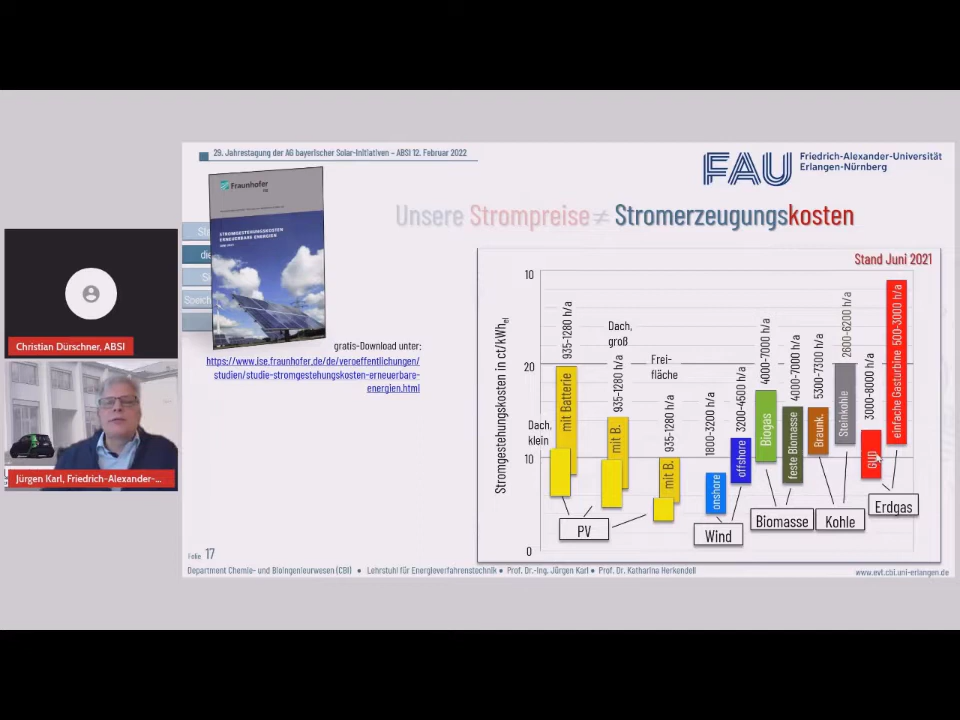 29. Jahrestagung der AG bayerischer Solar-Initiativen – ABSI 12. Februar 2022
FAU Friedrich-Alexander-Universität
Erlangen-Nürnberg
Fraunhofer
ISE
STROMGESTEHUNGSKOSTEN
ERNEUERBARE ENERGIEN
Unsere Strompreise ≠ Stromerzeugungskosten
die
Speich
gratis-Download unter:
https://www.ise.fraunhofer.de/de/veroeffentlichungen/
studien/studie-stromgestehungskosten-erneuerbare-
energien.html
Stand Juni 2021
Stromgestehungskosten in ct/kWhel
10
20
10
0
Dach,
klein
mit Batterie
935-1280 h/a
Dach,
groß
mit B.
935-1280 h/a
Frei-
fläche
mit B.
935-1280 h/a
PV
onshore
1800-3200 h/a
offshore
3200-4500 h/a
Wind
Biogas
4000-7000 h/a
feste Biomasse
4000-7000 h/a
Biomasse
Braunk.
5300-7300 h/a
Steinkohle
2600-6200 h/a
Kohle
GuD
3000-8000 h/a
einfache Gasturbine 500-3000 h/a
Erdgas
Christian Dürschner, ABSI
Jürgen Karl, Friedrich-Alexander-...
Folie 17
Department Chemie- und Bioingenieurwesen (CBI) • Lehrstuhl für Energieverfahrenstechnik • Prof. Dr.-Ing. Jürgen Karl • Prof. Dr. Katharina Herkendell
www.evt.cbi.uni-erlangen.de